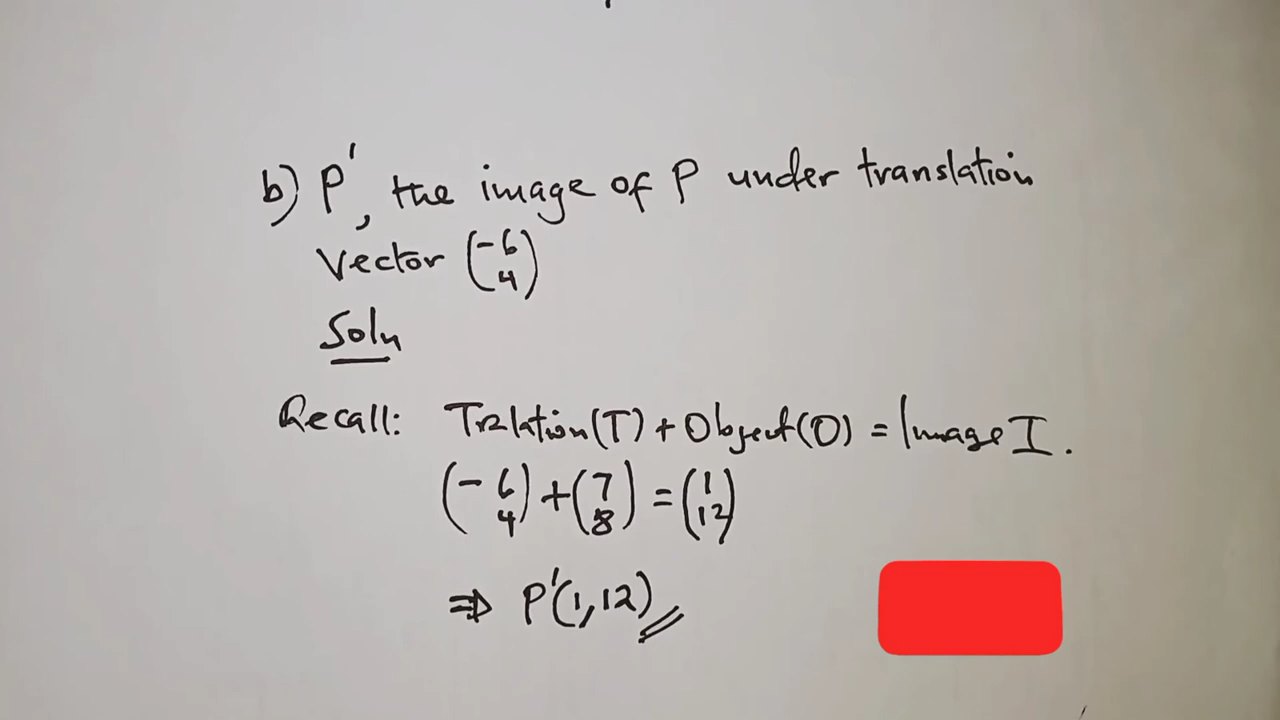 b) P', the image of P under translation
Vector (-6 4)
Soln
Recall: Trslation(T) + Object(O) = Image I.
(-6 4) + (7 8) = (1 12)
⇒ P'(1,12)